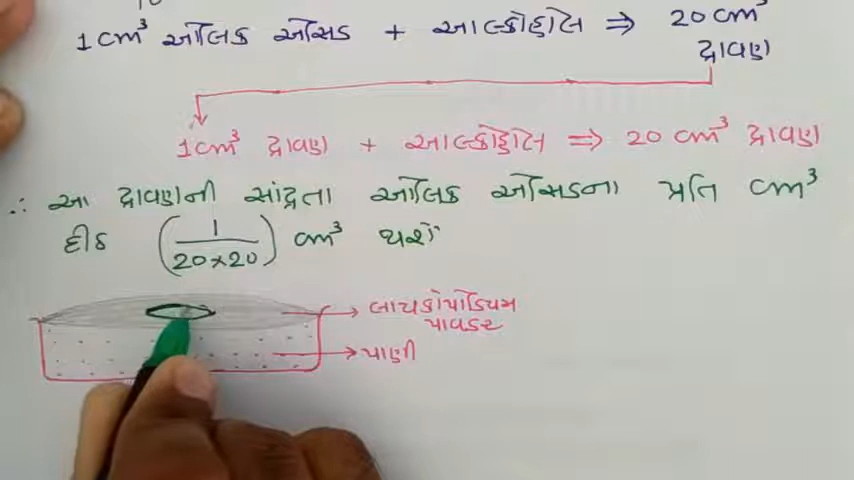 1cm³ ઓલિક એસિડ + આલ્કોહોલ ⇒ 20cm³
દ્રાવણ
1cm³ દ્રાવણ + આલ્કોહોલ ⇒ 20 cm³ દ્રાવણ
∴ આ દ્રાવણની સાંદ્રતા ઓલિક એસિડના પ્રતિ cm³
દીઠ (1/20×20) cm³ થશે
લાયકોપોડિયમ
પાવડર
પાણી